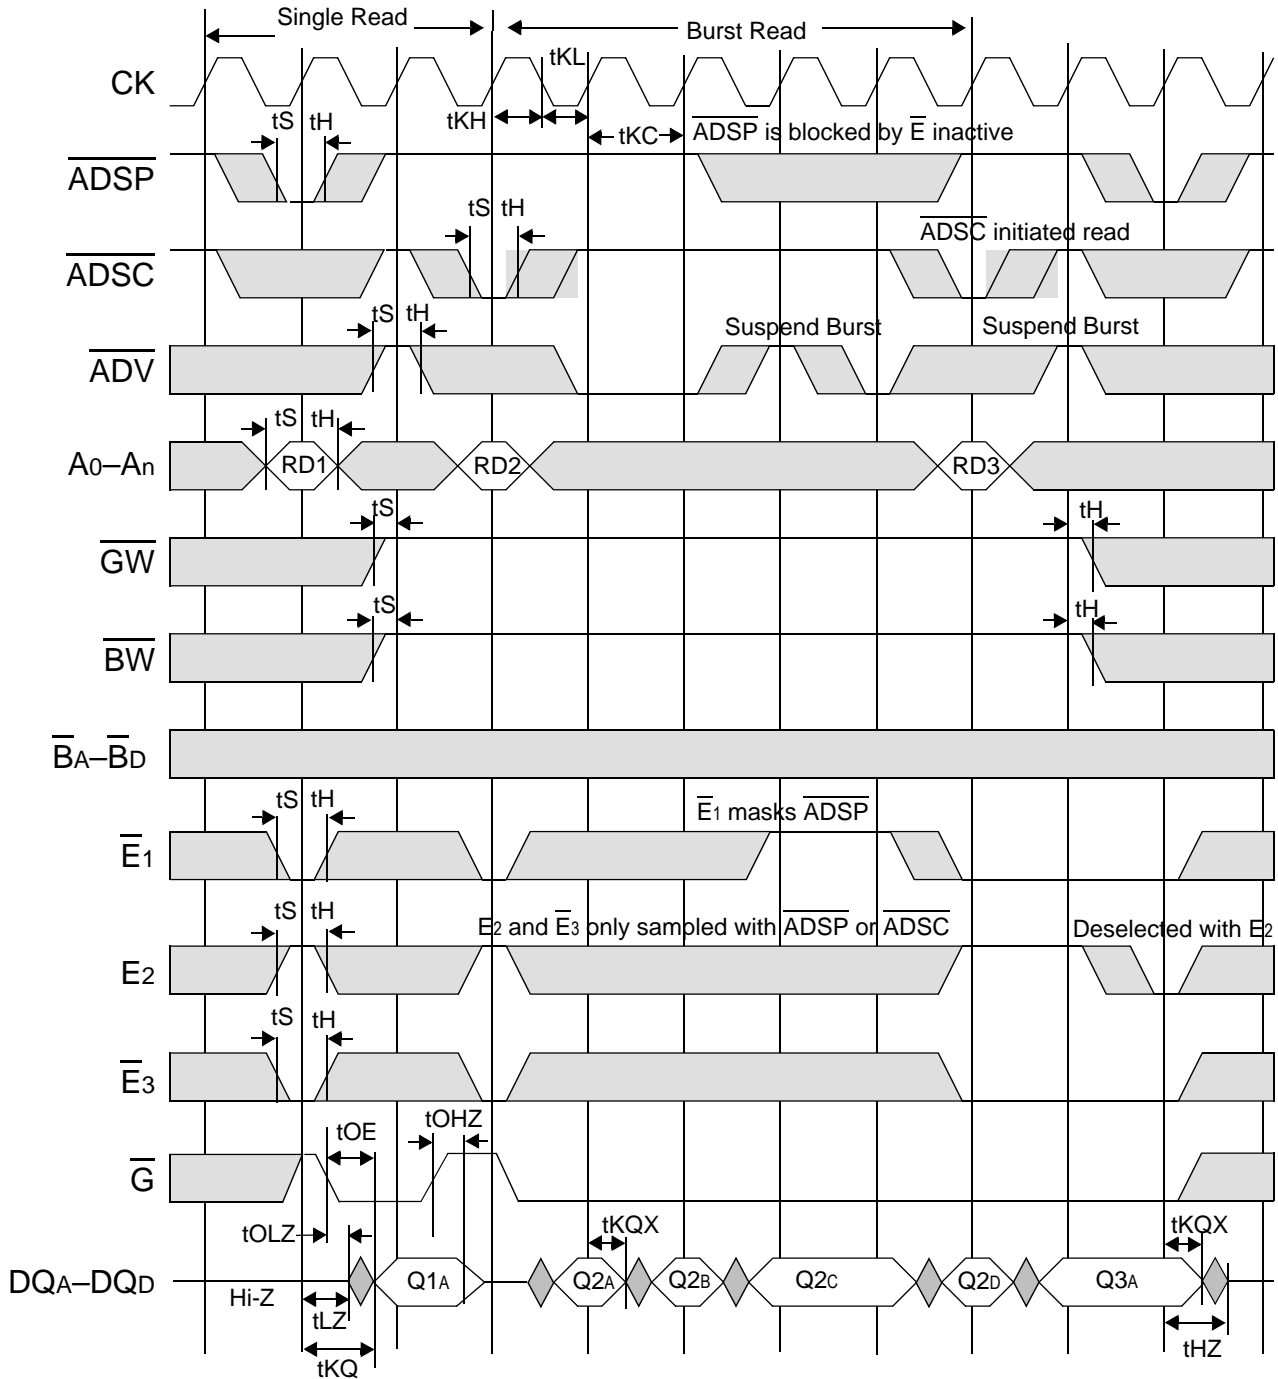 Single Read
Burst Read
CK
tKL
tKH
tKC
tS tH
ADSP is blocked by E inactive
ADSP
tS tH
ADSC initiated read
ADSC
tS tH
Suspend Burst
Suspend Burst
ADV
tS tH
A0–An
RD1
RD2
RD3
tS
tH
GW
tS
tH
BW
BA–BD
tS tH
E1 masks ADSP
E1
tS tH
E2 and E3 only sampled with ADSP or ADSC
Deselected with E2
E2
tS tH
E3
tOE
tOHZ
G
tOLZ
tKQX
tKQX
DQA–DQD
Q1A
Q2A
Q2B
Q2C
Q2D
Q3A
Hi-Z
tLZ
tHZ
tKQ